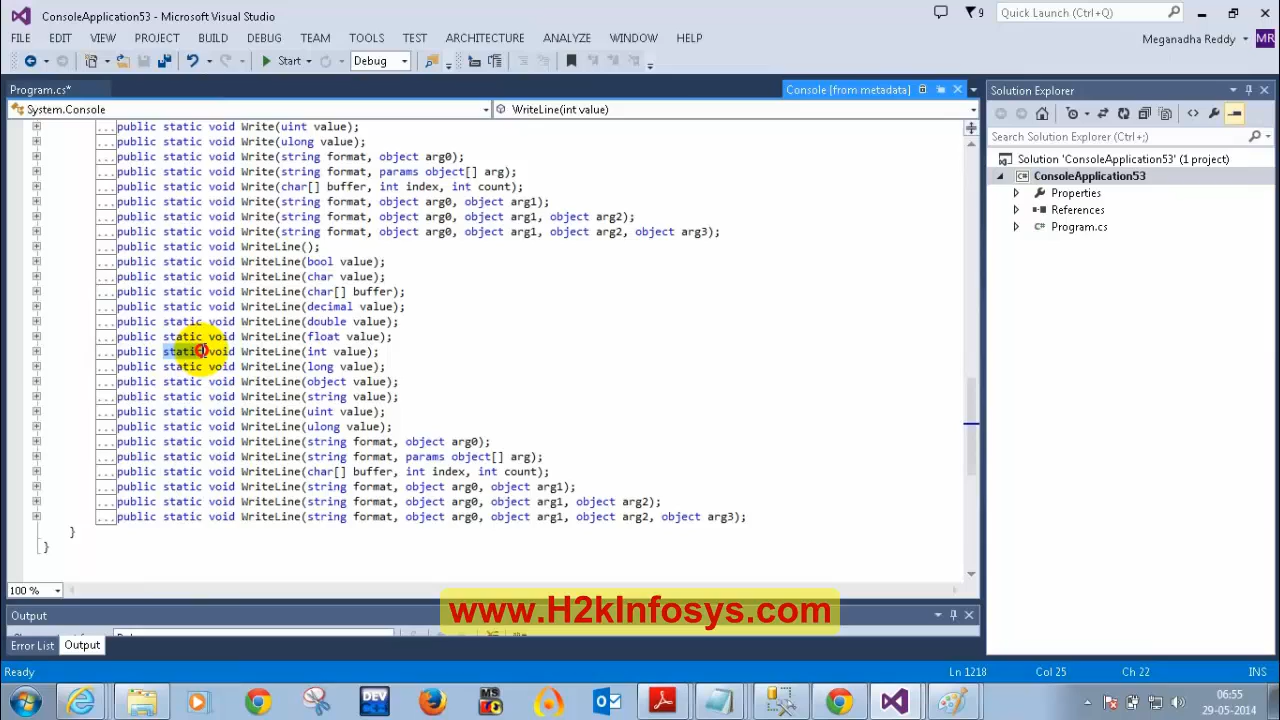 ConsoleApplication53 - Microsoft Visual Studio
9
Quick Launch (Ctrl+Q)
FILE EDIT VIEW PROJECT BUILD DEBUG TEAM TOOLS TEST ARCHITECTURE ANALYZE WINDOW HELP
Meganadha Reddy MR
Start Debug
Program.cs*
Console [from metadata]
System.Console
WriteLine(int value)
...public static void Write(uint value);
...public static void Write(ulong value);
...public static void Write(string format, object arg0);
...public static void Write(string format, params object[] arg);
...public static void Write(char[] buffer, int index, int count);
...public static void Write(string format, object arg0, object arg1);
...public static void Write(string format, object arg0, object arg1, object arg2);
...public static void Write(string format, object arg0, object arg1, object arg2, object arg3);
...public static void WriteLine();
...public static void WriteLine(bool value);
...public static void WriteLine(char value);
...public static void WriteLine(char[] buffer);
...public static void WriteLine(decimal value);
...public static void WriteLine(double value);
...public static void WriteLine(float value);
...public static void WriteLine(int value);
...public static void WriteLine(long value);
...public static void WriteLine(object value);
...public static void WriteLine(string value);
...public static void WriteLine(uint value);
...public static void WriteLine(ulong value);
...public static void WriteLine(string format, object arg0);
...public static void WriteLine(string format, params object[] arg);
...public static void WriteLine(char[] buffer, int index, int count);
...public static void WriteLine(string format, object arg0, object arg1);
...public static void WriteLine(string format, object arg0, object arg1, object arg2);
...public static void WriteLine(string format, object arg0, object arg1, object arg2, object arg3);
}
}
100 %
Solution Explorer
Search Solution Explorer (Ctrl+;)
Solution 'ConsoleApplication53' (1 project)
ConsoleApplication53
Properties
References
Program.cs
www.H2kInfosys.com
Output
Error List Output
Ready
Ln 1218 Col 25 Ch 22 INS
DEV
MS
06:55
29-05-2014